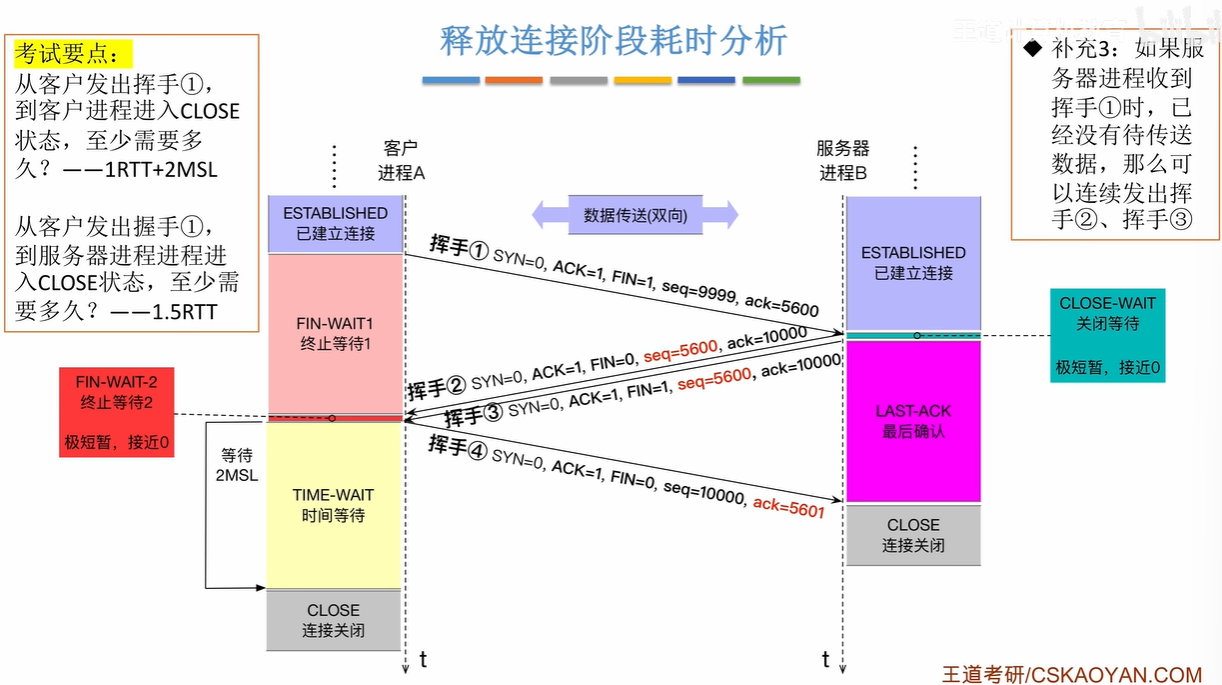 释放连接阶段耗时分析
考试要点：
从客户发出挥手①，
到客户进程进入CLOSE
状态，至少需要多
久？——1RTT+2MSL
从客户发出握手①，
到服务器进程进程进
入CLOSE状态，至少需
要多久？——1.5RTT
◆ 补充3：如果服
务器进程收到
挥手①时，已
经没有待传送
数据，那么可
以连续发出挥
手②、挥手③
客户
进程A
服务器
进程B
ESTABLISHED
已建立连接
数据传送(双向)
ESTABLISHED
已建立连接
挥手① SYN=0, ACK=1, FIN=1, seq=9999, ack=5600
FIN-WAIT1
终止等待1
CLOSE-WAIT
关闭等待
极短暂，接近0
挥手② SYN=0, ACK=1, FIN=0, seq=5600, ack=10000
挥手③ SYN=0, ACK=1, FIN=1, seq=5600, ack=10000
FIN-WAIT-2
终止等待2
极短暂，接近0
LAST-ACK
最后确认
挥手④ SYN=0, ACK=1, FIN=0, seq=10000, ack=5601
等待
2MSL
TIME-WAIT
时间等待
CLOSE
连接关闭
CLOSE
连接关闭
t
t
王道考研/CSKAOYAN.COM